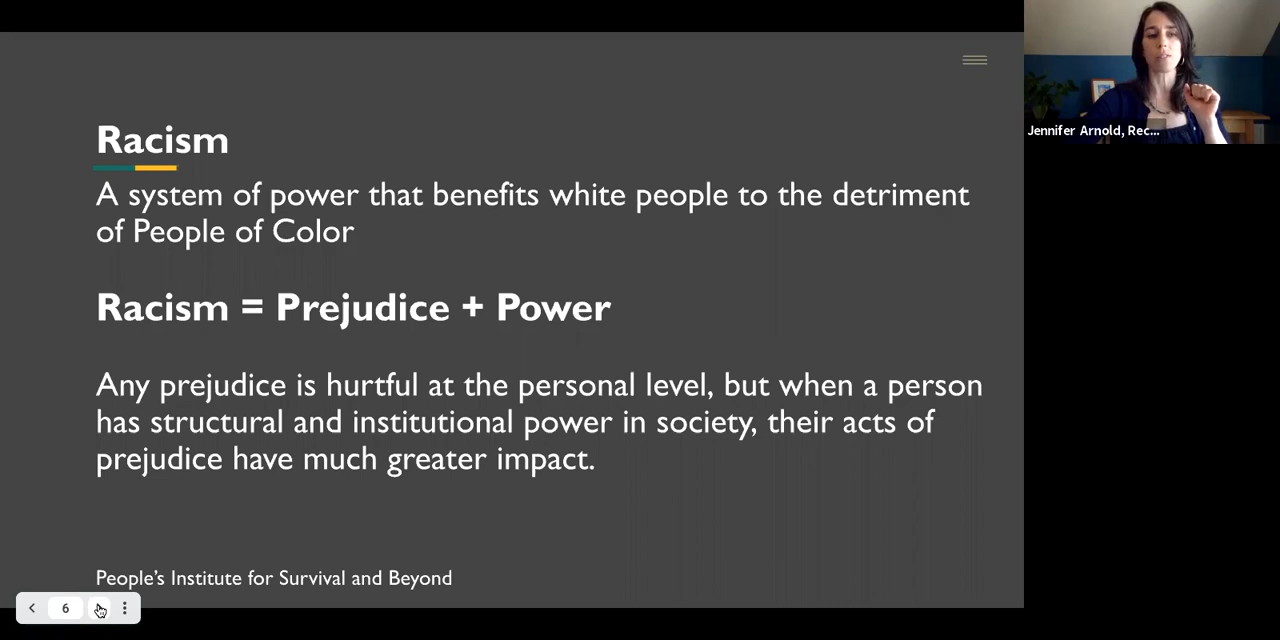 Racism
A system of power that benefits white people to the detriment
of People of Color
Racism = Prejudice + Power
Any prejudice is hurtful at the personal level, but when a person
has structural and institutional power in society, their acts of
prejudice have much greater impact.
People's Institute for Survival and Beyond
6
Jennifer Arnold, Rec...